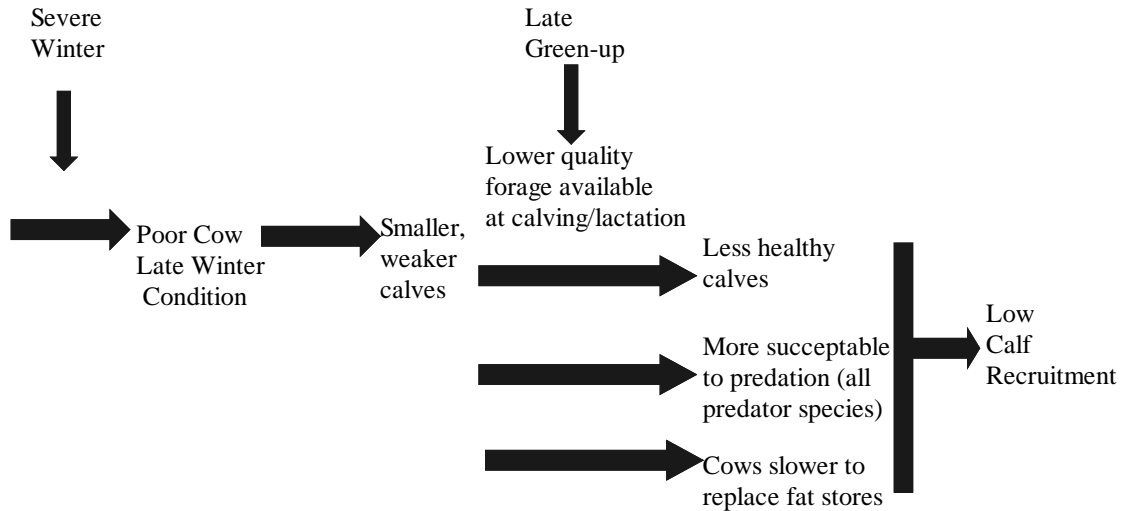 Severe
Winter
Late
Green-up
Lower quality
forage available
at calving/lactation
Poor Cow
Late Winter
Condition
Smaller,
weaker
calves
Less healthy
calves
More succeptable
to predation (all
predator species)
Cows slower to
replace fat stores
Low
Calf
Recruitment